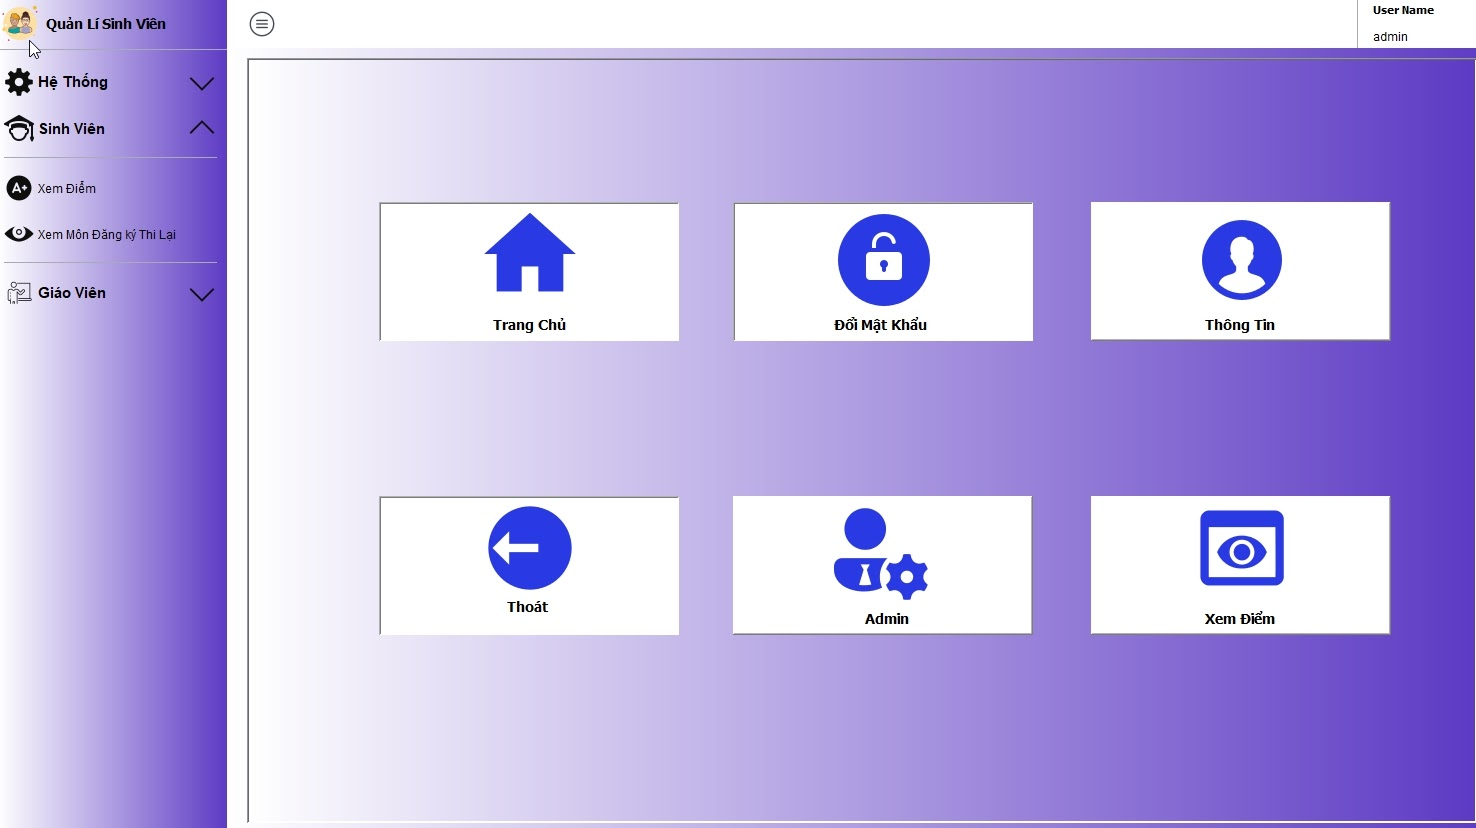 Quản Lí Sinh Viên
User Name
admin
Hệ Thống
Sinh Viên
A+
Xem Điểm
Xem Môn Đăng ký Thi Lại
Giáo Viên
Trang Chủ
Đổi Mật Khẩu
Thông Tin
Thoát
Admin
Xem Điểm